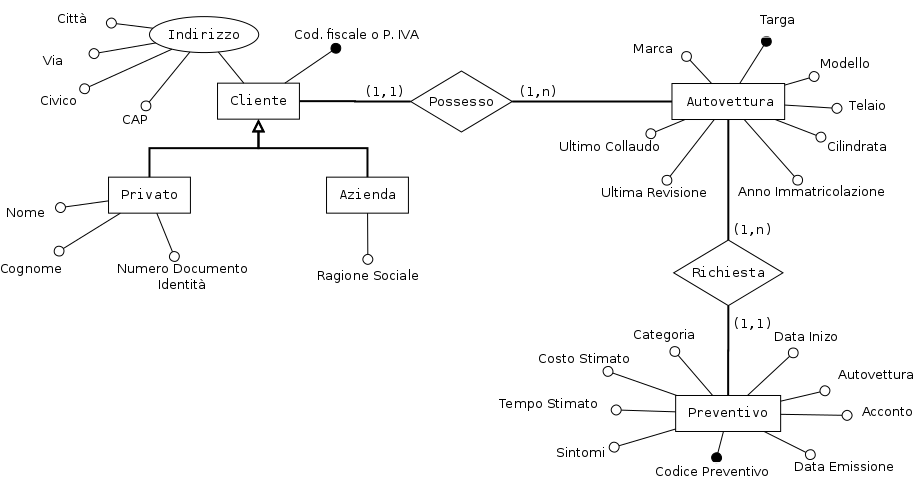 Città
Indirizzo
Cod. fiscale o P. IVA
Targa
Via
Marca
Modello
Civico
Cliente
(1,1)
Possesso
(1,n)
Autovettura
Telaio
CAP
Ultimo Collaudo
Cilindrata
Privato
Azienda
Ultima Revisione
Anno Immatricolazione
Nome
(1,n)
Cognome
Numero Documento
Identità
Ragione Sociale
Richiesta
(1,1)
Categoria
Data Inizo
Costo Stimato
Autovettura
Tempo Stimato
Preventivo
Acconto
Sintomi
Codice Preventivo
Data Emissione